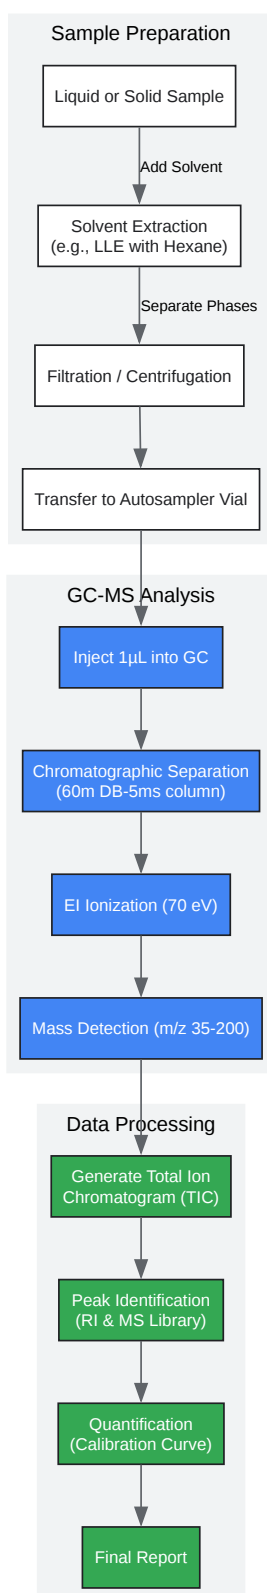 Sample Preparation
Liquid or Solid Sample
Add Solvent
Solvent Extraction
(e.g., LLE with Hexane)
Separate Phases
Filtration / Centrifugation
Transfer to Autosampler Vial
GC-MS Analysis
Inject 1µL into GC
Chromatographic Separation
(60m DB-5ms column)
EI Ionization (70 eV)
Mass Detection (m/z 35-200)
Data Processing
Generate Total Ion
Chromatogram (TIC)
Peak Identification
(RI & MS Library)
Quantification
(Calibration Curve)
Final Report